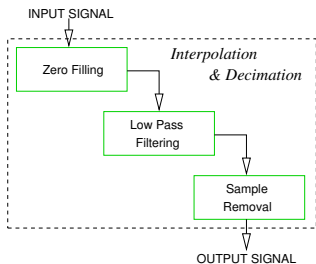 INPUT SIGNAL
Interpolation
& Decimation
Zero Filling
Low Pass
Filtering
Sample
Removal
OUTPUT SIGNAL